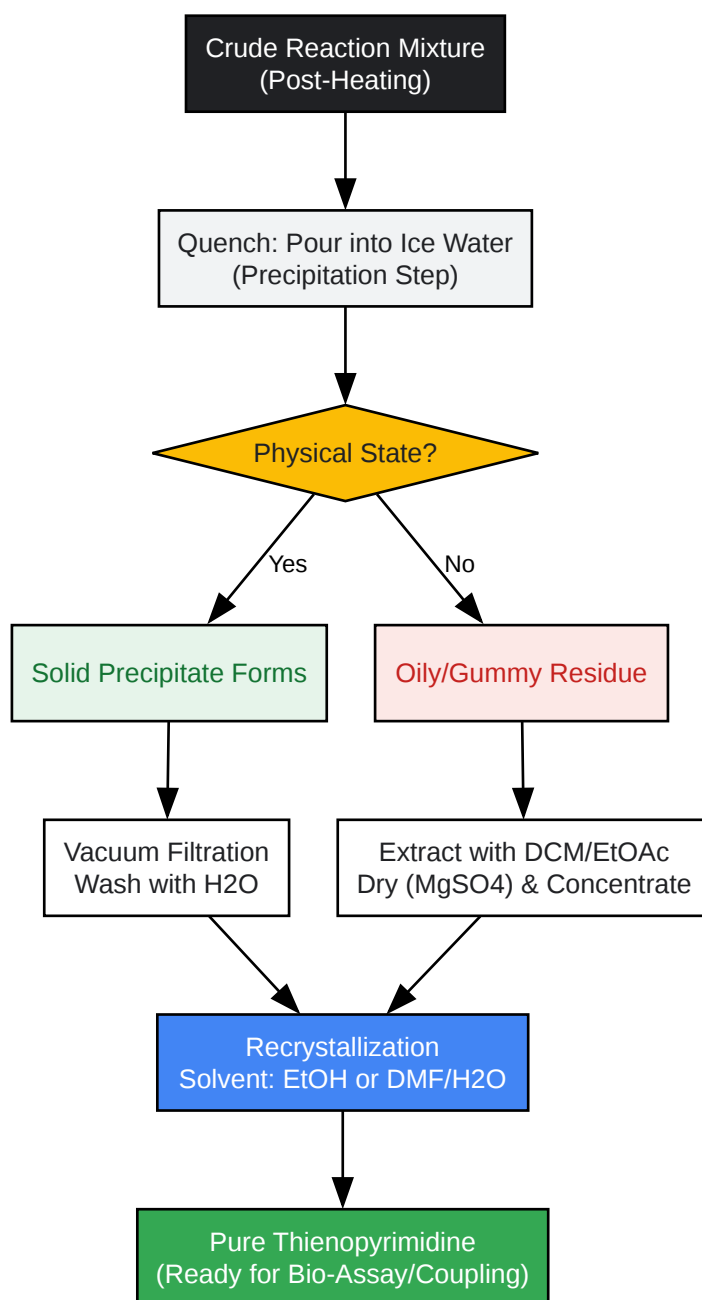 Crude Reaction Mixture
(Post-Heating)
Quench: Pour into Ice Water
(Precipitation Step)
Physical State?
Yes
No
Solid Precipitate Forms
Oily/Gummy Residue
Vacuum Filtration
Wash with H2O
Extract with DCM/EtOAc
Dry (MgSO4) & Concentrate
Recrystallization
Solvent: EtOH or DMF/H2O
Pure Thienopyrimidine
(Ready for Bio-Assay/Coupling)